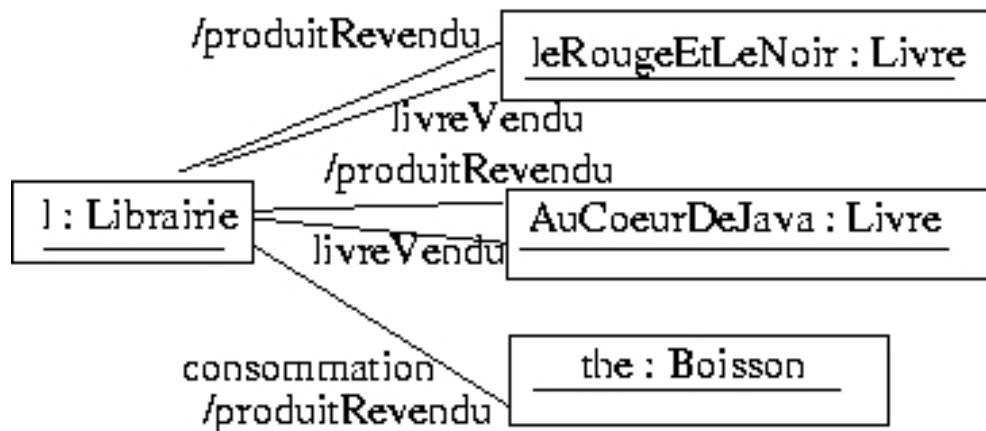 /produitRevendu
leRougeEtLeNoir : Livre
livreVendu
/produitRevendu
l : Librairie
AuCoeurDeJava : Livre
livreVendu
the : Boisson
consommation
/produitRevendu